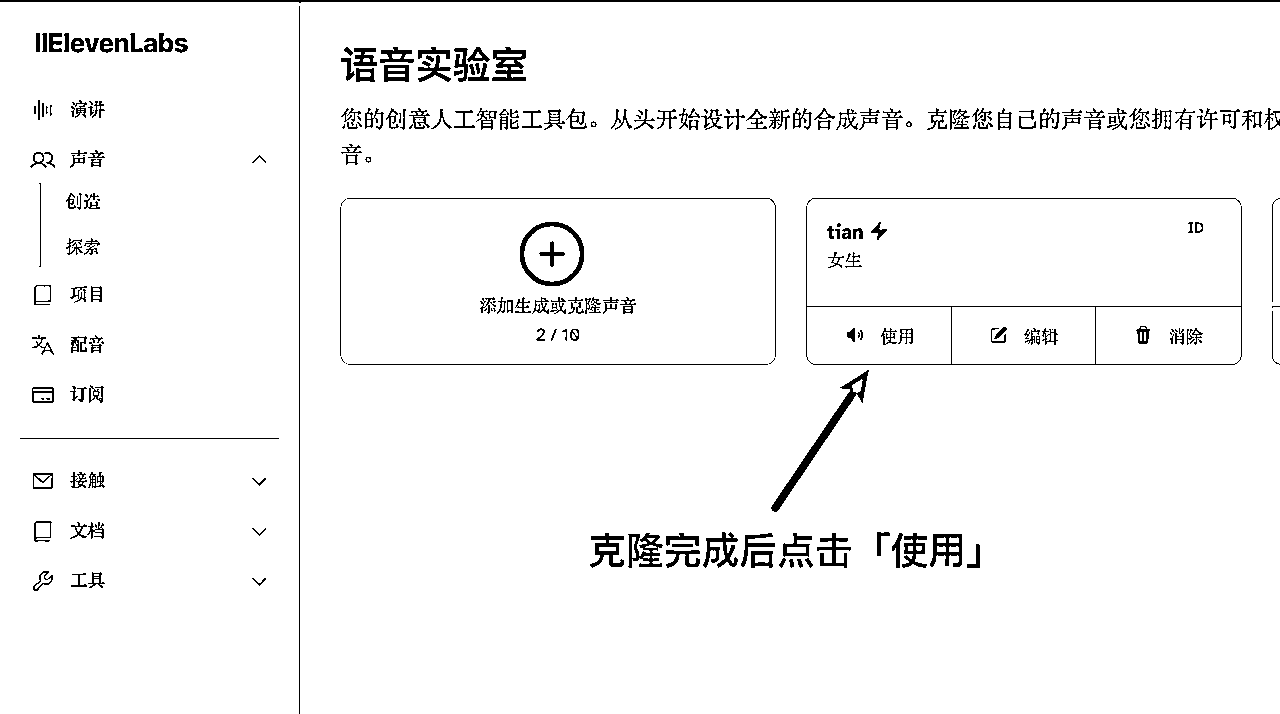 IIElevenLabs
演讲
声音
创造
探索
项目
配音
订阅
接触
文档
工具
语音实验室
您的创意人工智能工具包。从头开始设计全新的合成声音。克隆您自己的声音或您拥有许可和权
音。
添加生成或克隆声音
2 / 10
tian
ID
女生
使用
编辑
消除
克隆完成后点击「使用」